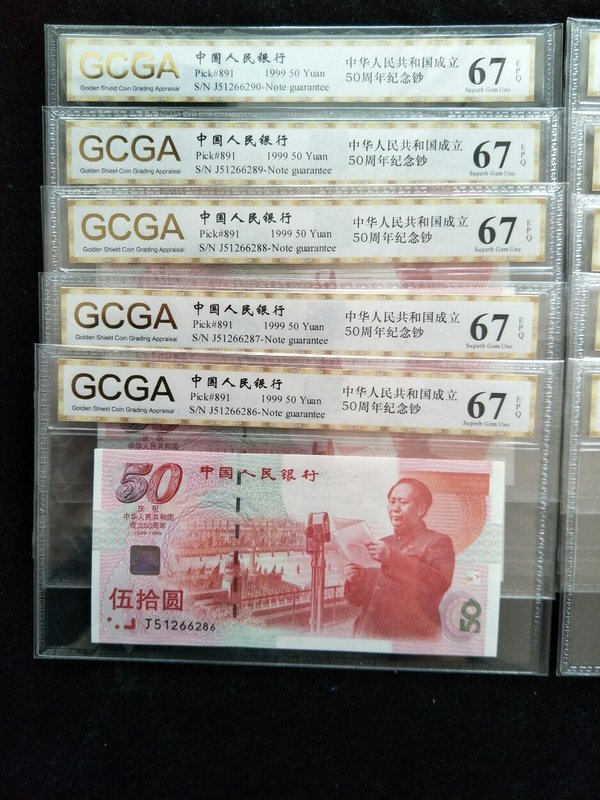 GCGA
Golden Shield Coin Grading Appraisal
中国人民银行
Pick#891 1999 50 Yuan
S/N J51266290-Note guarantee
中华人民共和国成立
50周年纪念钞
67
EPQ
Superb Gem Unc
GCGA
Golden Shield Coin Grading Appraisal
中国人民银行
Pick#891 1999 50 Yuan
S/N J51266289-Note guarantee
中华人民共和国成立
50周年纪念钞
67
EPQ
Superb Gem Unc
GCGA
Golden Shield Coin Grading Appraisal
中国人民银行
Pick#891 1999 50 Yuan
S/N J51266288-Note guarantee
中华人民共和国成立
50周年纪念钞
67
EPQ
Superb Gem Unc
GCGA
Golden Shield Coin Grading Appraisal
中国人民银行
Pick#891 1999 50 Yuan
S/N J51266287-Note guarantee
中华人民共和国成立
50周年纪念钞
67
EPQ
Superb Gem Unc
GCGA
Golden Shield Coin Grading Appraisal
中国人民银行
Pick#891 1999 50 Yuan
S/N J51266286-Note guarantee
中华人民共和国成立
50周年纪念钞
67
EPQ
Superb Gem Unc
50
中国人民银行
庆祝
中华人民共和国
成立50周年
1949-1999
伍拾圆
J51266286
50